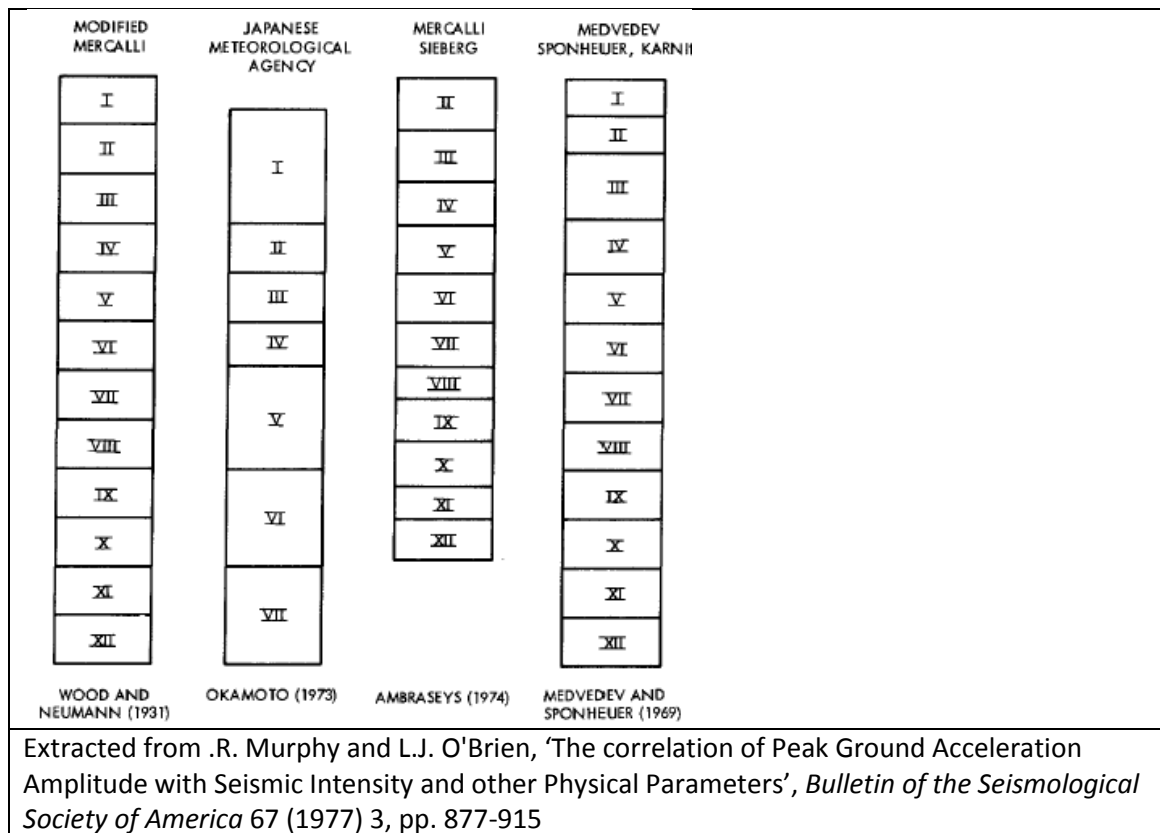 MODIFIED
MERCALLI
JAPANESE
METEOROLOGICAL
AGENCY
MERCALLI
SIEBERG
MEDVEDEV
SPONHEUER, KARNI
I
II
III
IV
V
VI
VII
VIII
IX
X
XI
XII
I
II
III
IV
V
VI
VII
II
III
IV
V
VI
VII
VIII
IX
X
XI
XII
I
II
III
IV
V
VI
VII
VIII
IX
X
XI
XII
WOOD AND
NEUMANN (1931)
OKAMOTO (1973)
AMBRASEYS (1974)
MEDVEDEV AND
SPONHEUER (1969)
Extracted from .R. Murphy and L.J. O'Brien, ‘The correlation of Peak Ground Acceleration
Amplitude with Seismic Intensity and other Physical Parameters’, Bulletin of the Seismological
Society of America 67 (1977) 3, pp. 877-915